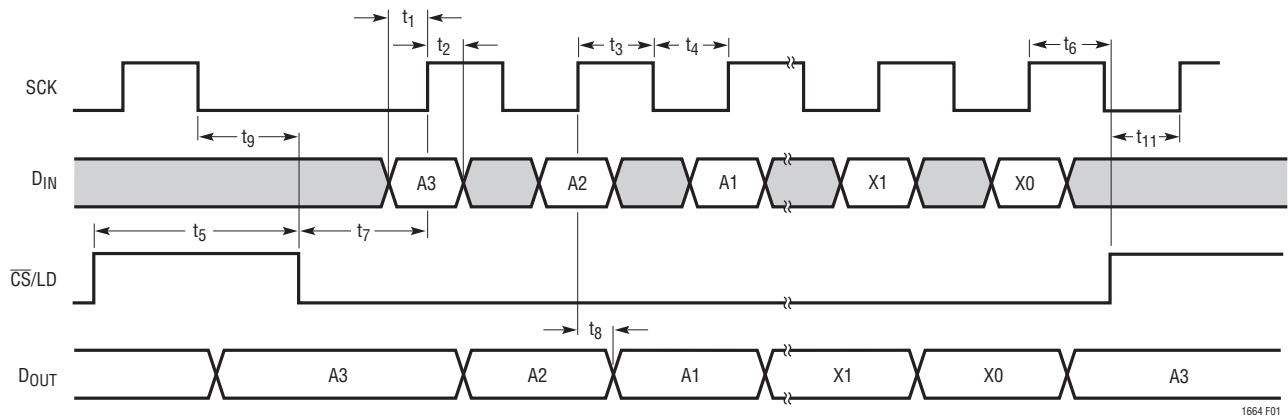 t1
t2
t3
t4
t6
SCK
t9
t11
DIN
A3
A2
A1
X1
X0
t5
t7
CS/LD
t8
DOUT
A3
A2
A1
X1
X0
A3
1664 F01